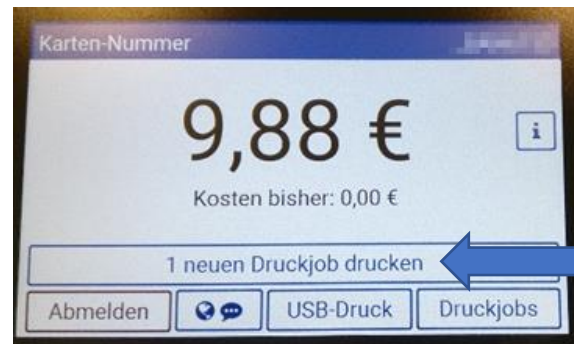 Karten-Nummer
9,88 €
i
Kosten bisher: 0,00 €
1 neuen Druckjob drucken
Abmelden USB-Druck Druckjobs